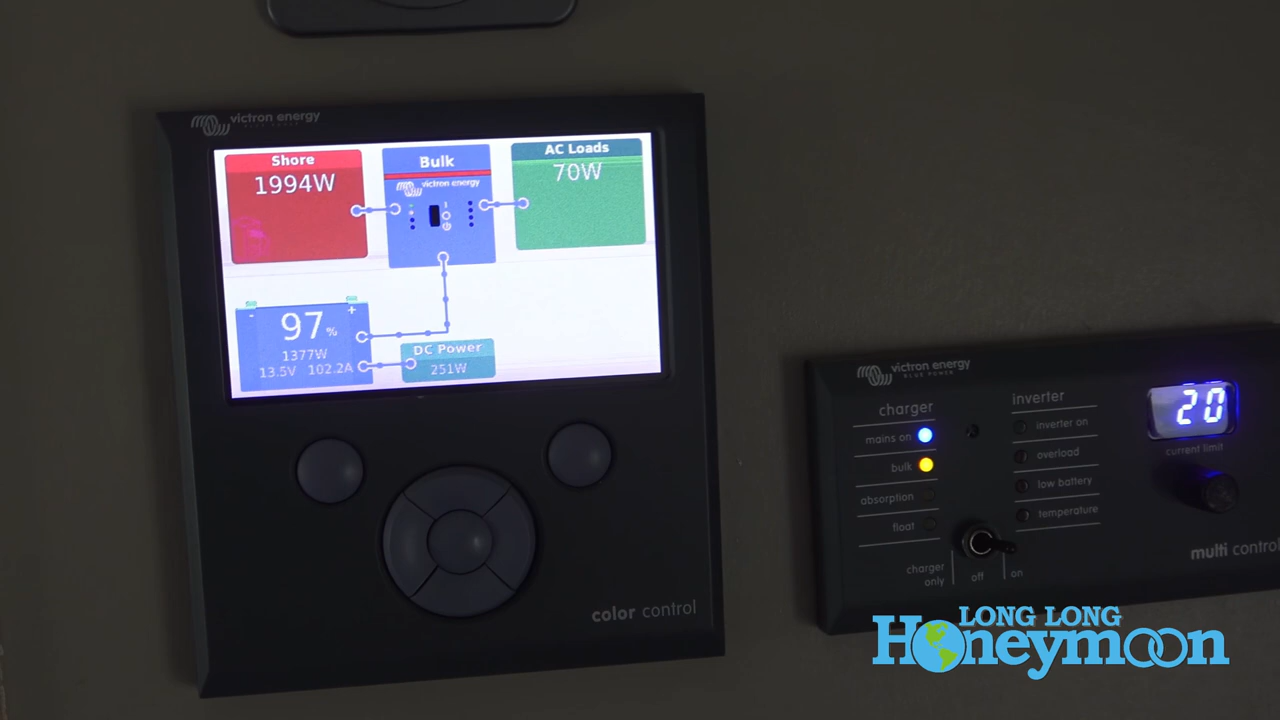 victron energy
Shore
1994W
Bulk
victron energy
AC Loads
70W
- +
97%
1377W
13.5V 102.2A
DC Power
251W
color control
victron energy
BLUE POWER
charger
mains on
bulk
absorption
float
inverter
inverter on
overload
low battery
temperature
20
current limit
charger only
off
on
multi control
LONG LONG
Honeymoon